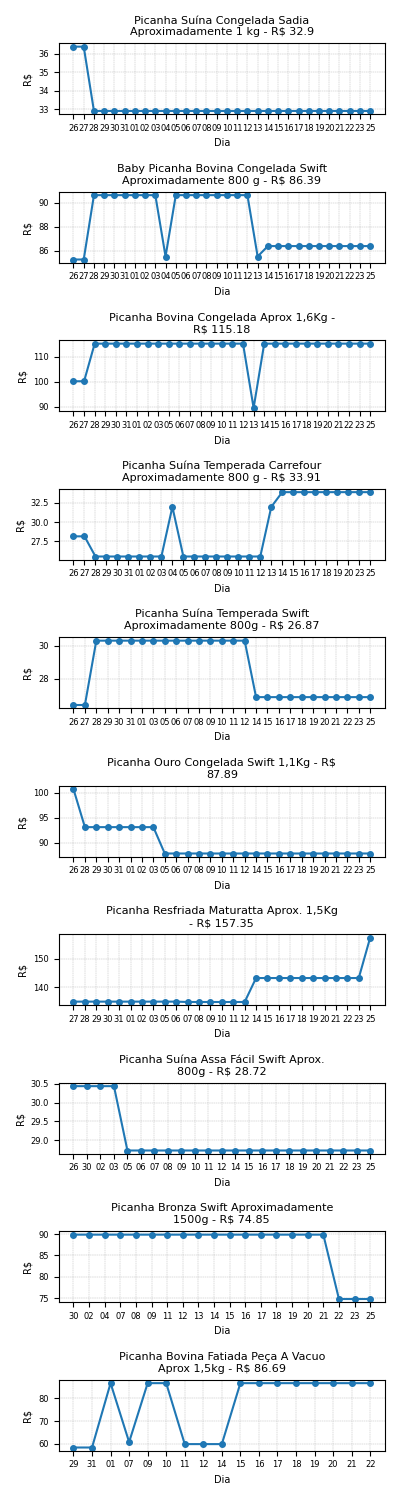 Picanha Suína Congelada Sadia
Aproximadamente 1 kg - R$ 32.9
36
35
34
33
R$
26 27 28 29 30 31 01 02 03 04 05 06 07 08 09 10 11 12 13 14 15 16 17 18 19 20 21 22 23 25
Dia
Baby Picanha Bovina Congelada Swift
Aproximadamente 800 g - R$ 86.39
90
88
86
R$
26 27 28 29 30 31 01 02 03 04 05 06 07 08 09 10 11 12 13 14 15 16 17 18 19 20 21 22 23 25
Dia
Picanha Bovina Congelada Aprox 1,6Kg -
R$ 115.18
110
100
90
R$
26 27 28 29 30 31 01 02 03 05 06 07 08 09 10 11 12 13 14 15 16 17 18 19 20 21 22 23 25
Dia
Picanha Suína Temperada Carrefour
Aproximadamente 800 g - R$ 33.91
32.5
30.0
27.5
R$
26 27 28 29 30 31 01 02 03 04 05 06 07 08 09 10 11 12 13 14 15 16 17 18 19 20 23 25
Dia
Picanha Suína Temperada Swift
Aproximadamente 800g - R$ 26.87
30
28
R$
26 27 28 29 30 31 01 03 05 06 07 08 09 10 11 12 14 15 16 17 18 19 20 21 22 23 25
Dia
Picanha Ouro Congelada Swift 1,1Kg - R$
87.89
100
95
90
R$
26 27 28 29 30 31 02 03 04 05 06 07 08 09 10 11 12 14 15 16 17 18 19 20 21 23 25
Dia
Picanha Resfriada Maturatta Aprox. 1,5Kg
- R$ 157.35
150
140
R$
27 28 29 30 31 01 02 03 05 06 07 08 09 10 11 12 14 15 16 17 18 19 20 21 22 23 25
Dia
Picanha Suína Assa Fácil Swift Aprox.
800g - R$ 28.72
30.5
30.0
29.5
29.0
R$
26 30 02 03 05 06 07 08 09 10 11 12 14 15 16 17 18 19 20 21 22 23 25
Dia
Picanha Bronza Swift Aproximadamente
1500g - R$ 74.85
90
85
80
75
R$
30 02 04 07 08 09 11 12 13 14 15 16 17 18 19 20 21 22 23 25
Dia
Picanha Bovina Fatiada Peça A Vacuo
Aprox 1,5kg - R$ 86.69
80
70
60
R$
29 31 01 07 09 10 11 12 14 15 16 17 18 19 20 21 22
Dia